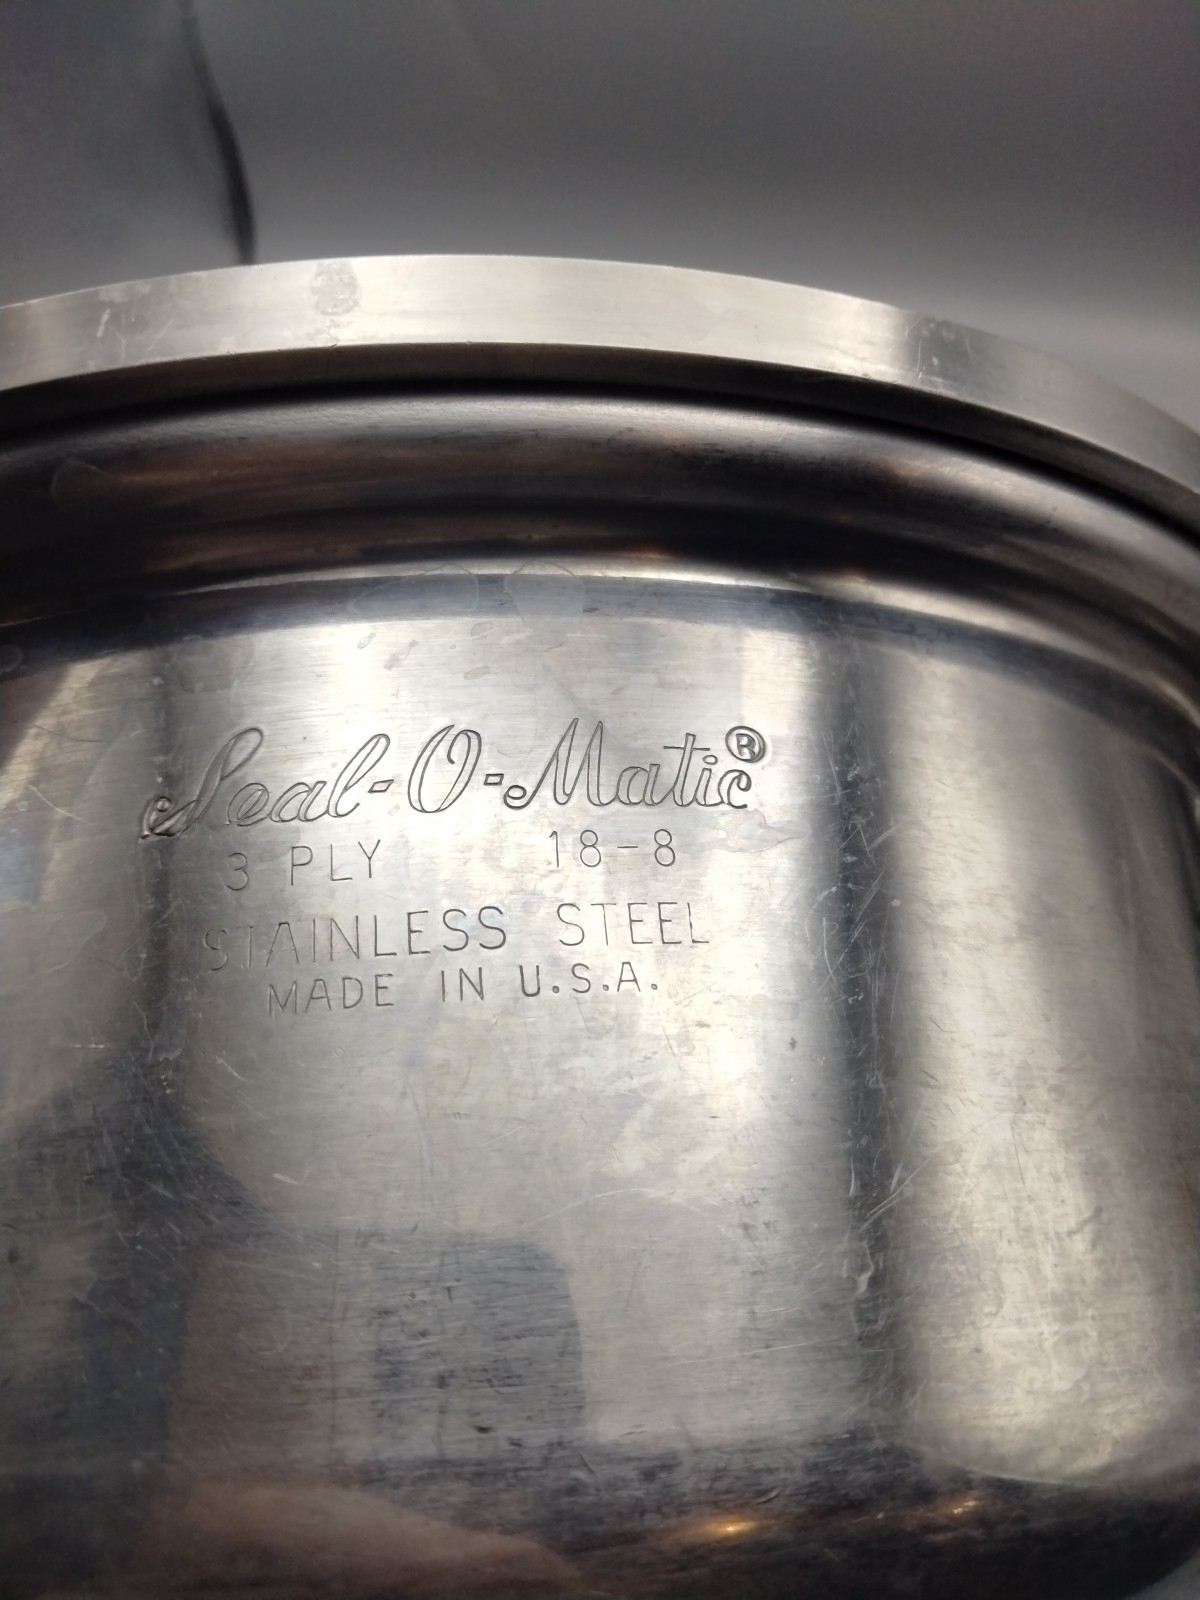 Seal-O-Matic®
3 PLY 18-8
STAINLESS STEEL
MADE IN U.S.A.